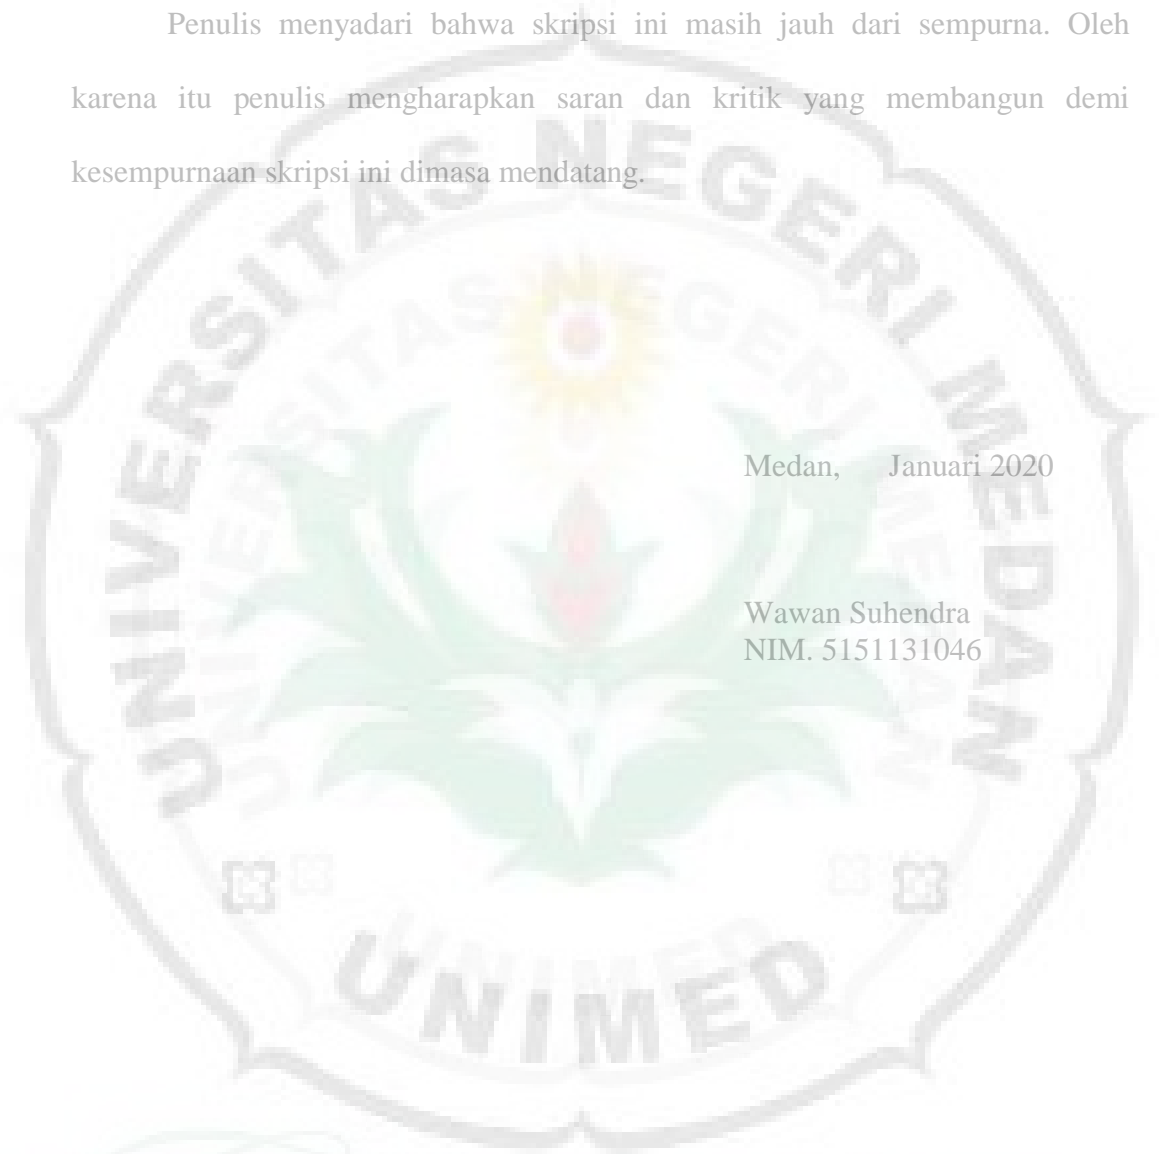 Penulis menyadari bahwa skripsi ini masih jauh dari sempurna. Oleh
karena itu penulis mengharapkan saran dan kritik yang membangun demi
kesempurnaan skripsi ini dimasa mendatang.
UNIVERSITAS NEGERI MEDAN
UNIVERSITAS NEGERI MEDAN
Medan, Januari 2020
Wawan Suhendra
NIM. 5151131046
UNIMED
UNIMED